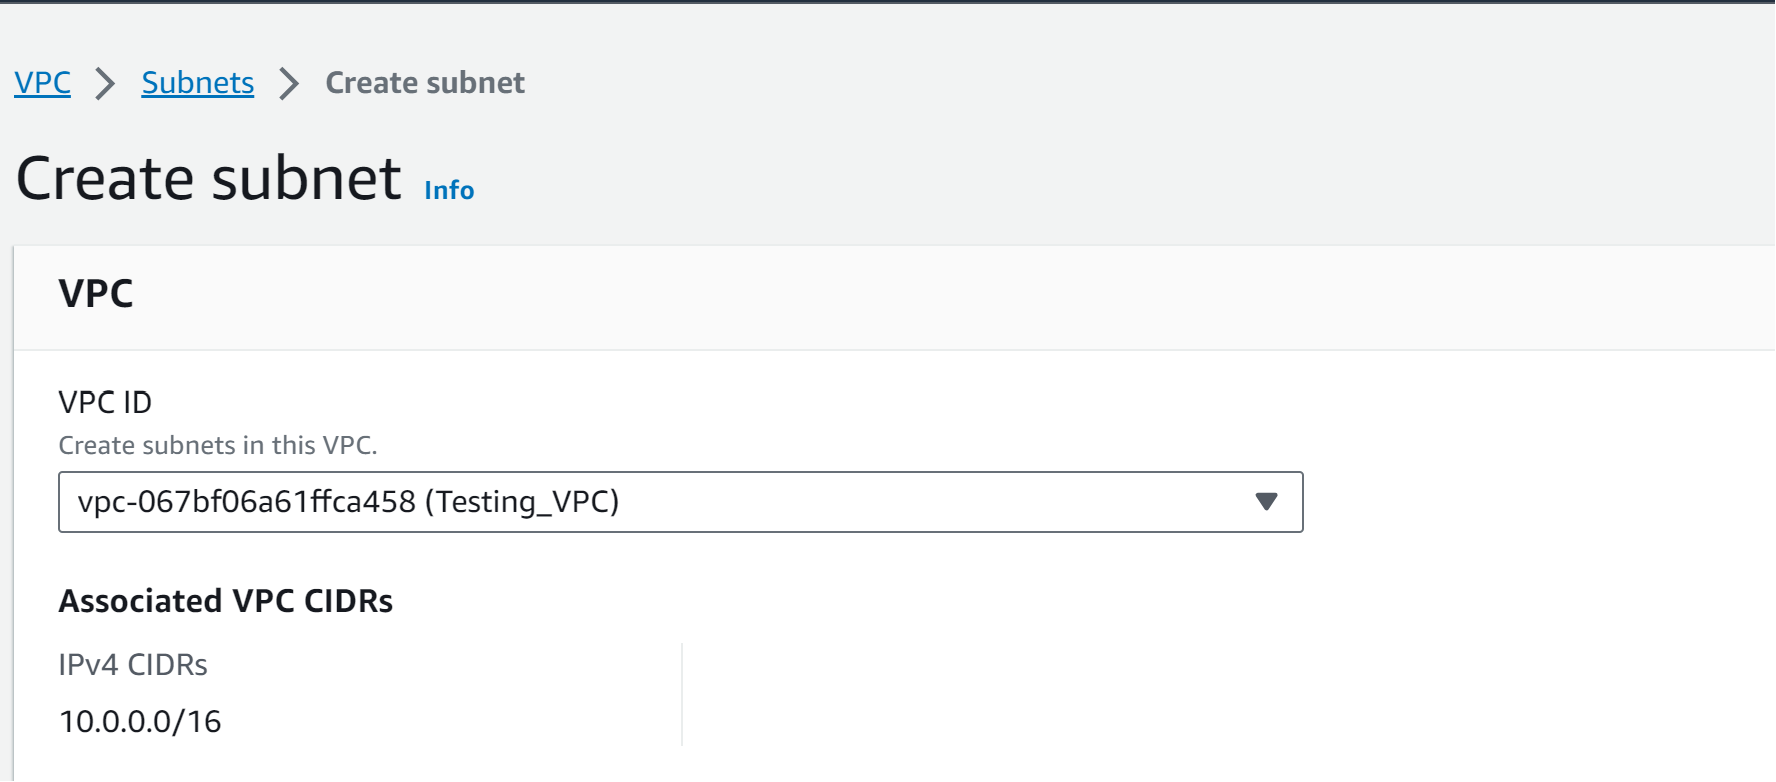 VPC > Subnets > Create subnet
Create subnet Info
VPC
VPC ID
Create subnets in this VPC.
vpc-067bf06a61ffca458 (Testing_VPC)
Associated VPC CIDRs
IPv4 CIDRs
10.0.0.0/16